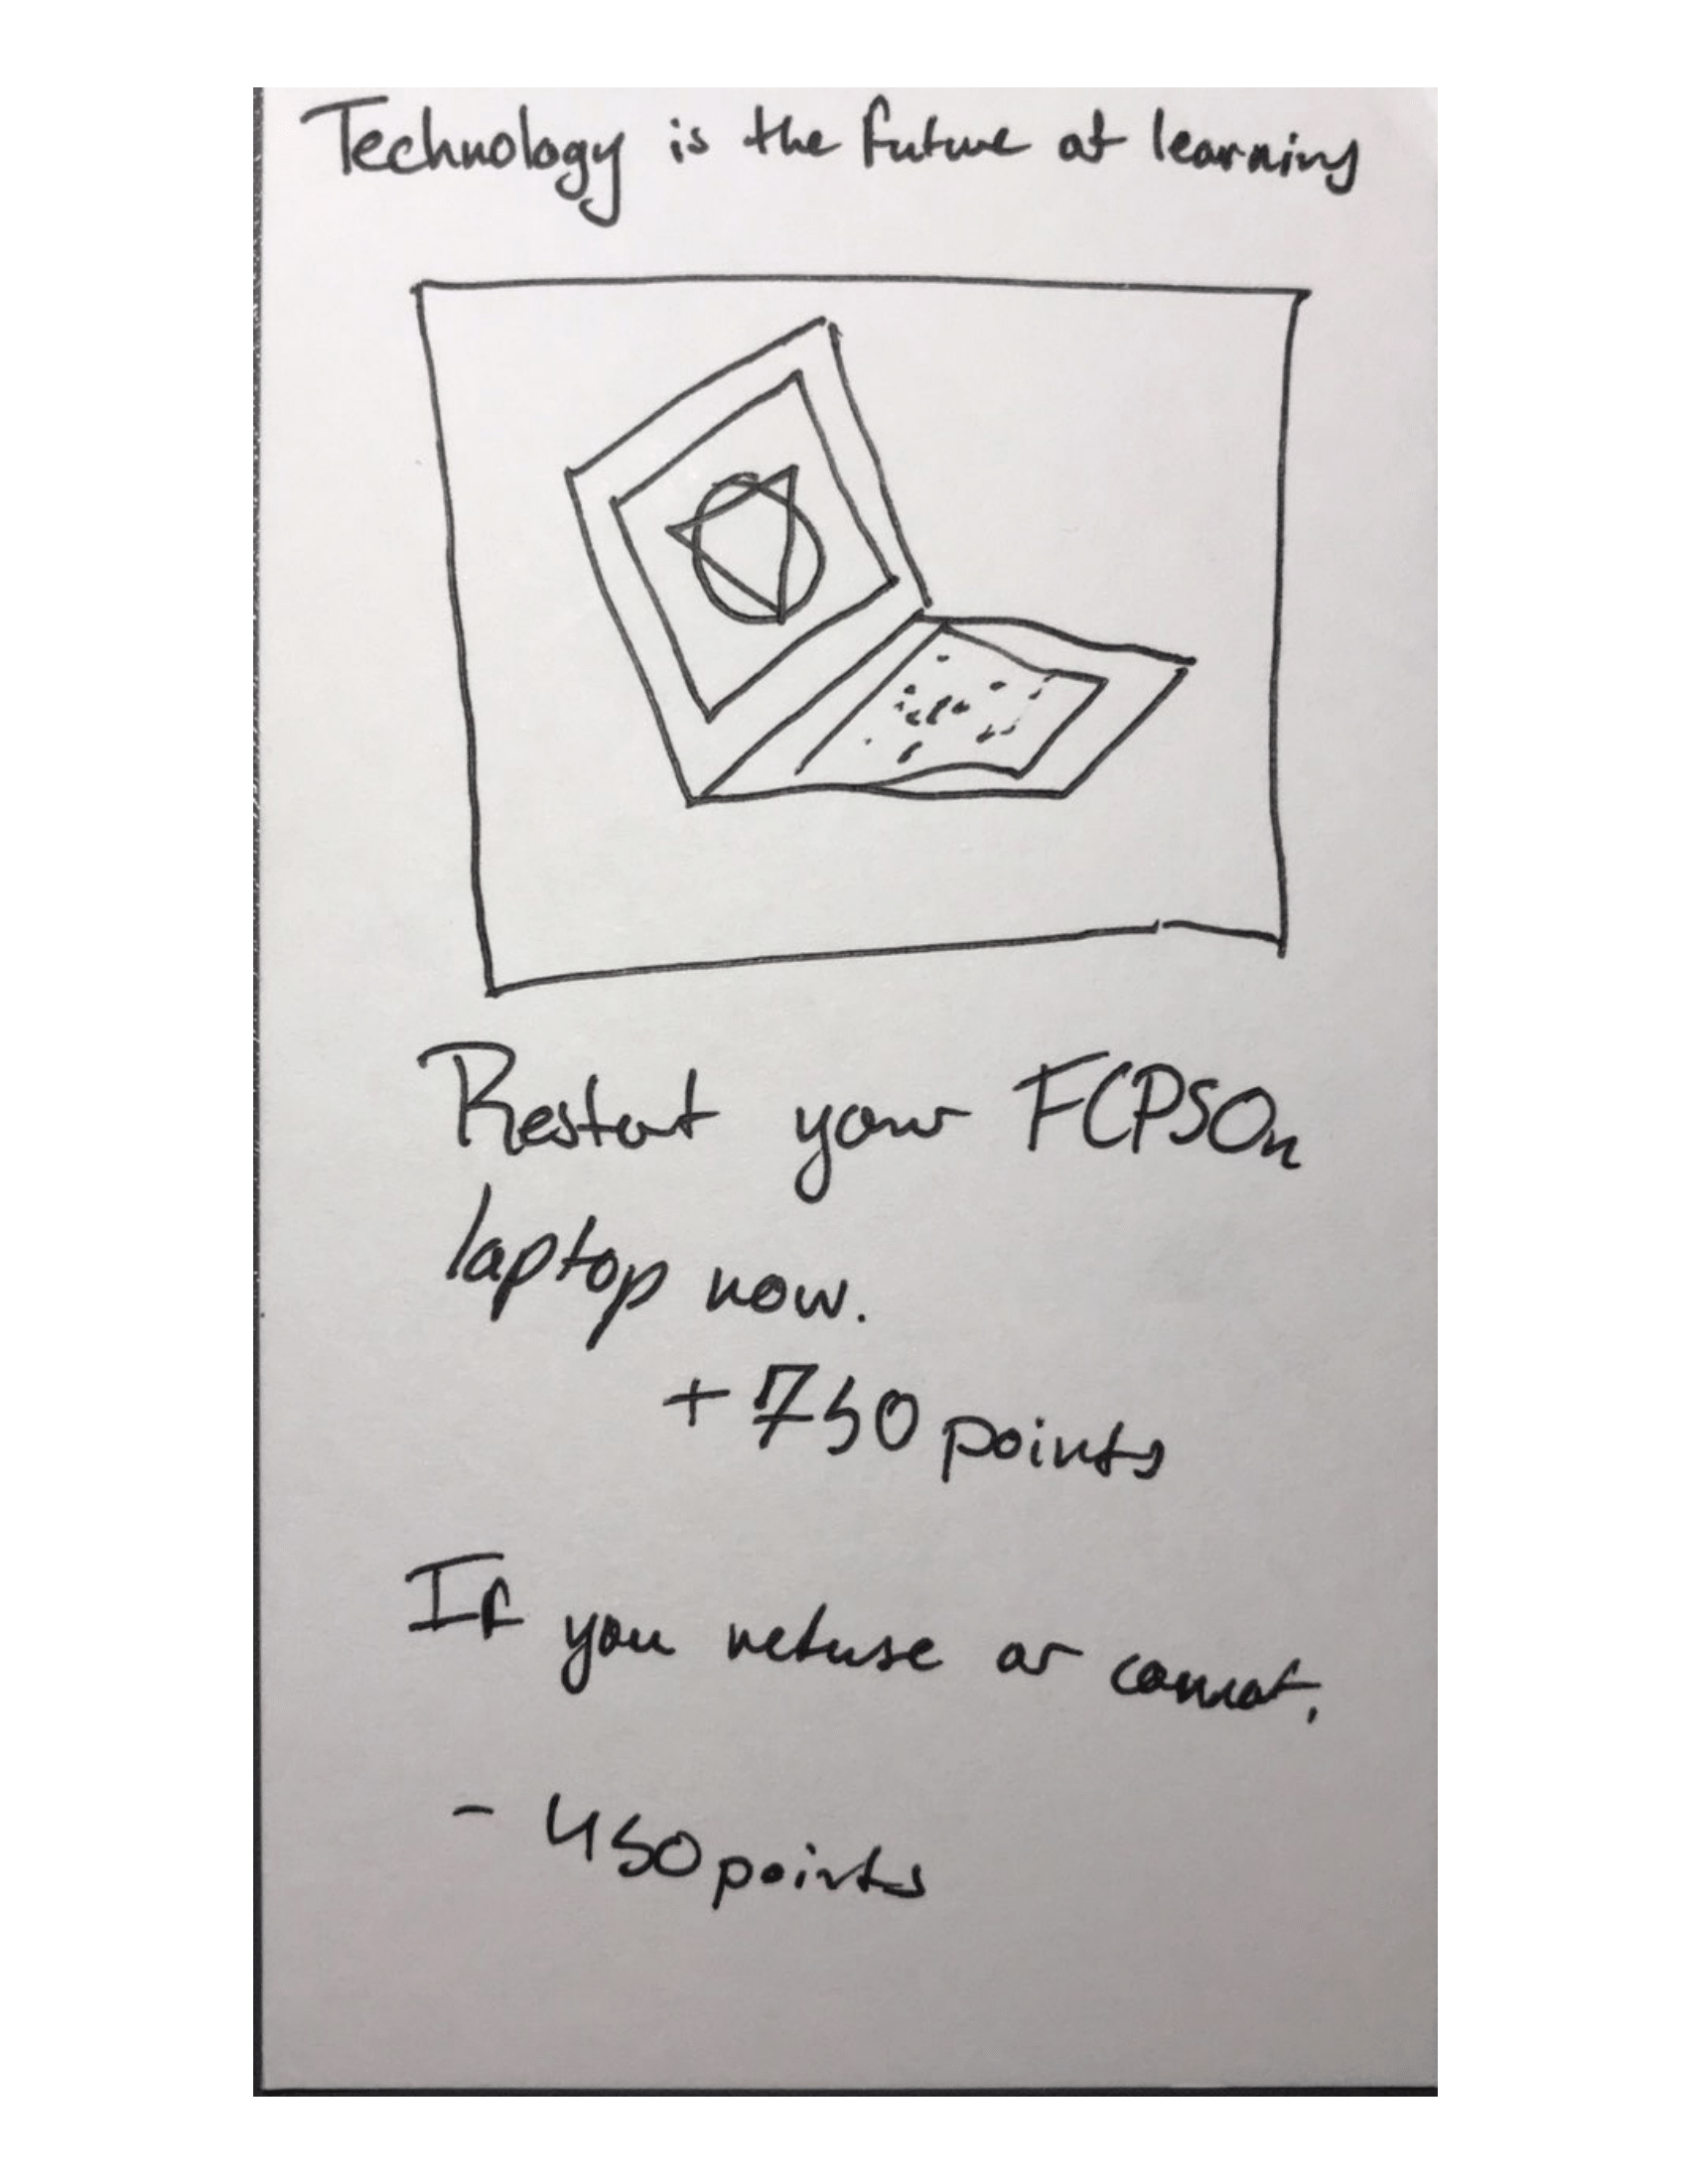 Technology is the future of learning
Restart your FCPSOn
laptop now.
+750 points
If you refuse or cannot,
- 450 points